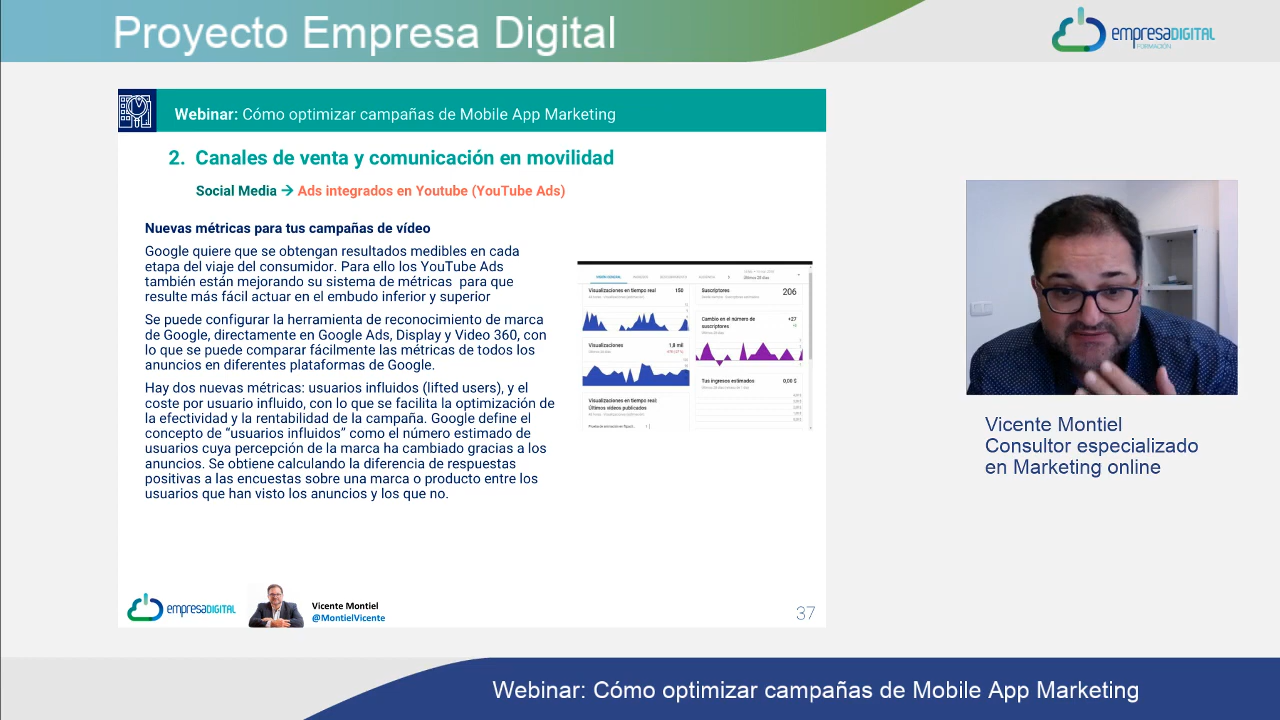 Proyecto Empresa Digital
empresaDIGITAL
FORMACIÓN
Webinar: Cómo optimizar campañas de Mobile App Marketing
2. Canales de venta y comunicación en movilidad
Social Media → Ads integrados en Youtube (YouTube Ads)
Nuevas métricas para tus campañas de vídeo
Google quiere que se obtengan resultados medibles en cada
etapa del viaje del consumidor. Para ello los YouTube Ads
también están mejorando su sistema de métricas para que
resulte más fácil actuar en el embudo inferior y superior
Se puede configurar la herramienta de reconocimiento de marca
de Google, directamente en Google Ads, Display y Video 360, con
lo que se puede comparar fácilmente las métricas de todos los
anuncios en diferentes plataformas de Google.
Hay dos nuevas métricas: usuarios influidos (lifted users), y el
coste por usuario influido, con lo que se facilita la optimización de
la efectividad y la rentabilidad de la campaña. Google define el
concepto de “usuarios influidos” como el número estimado de
usuarios cuya percepción de la marca ha cambiado gracias a los
anuncios. Se obtiene calculando la diferencia de respuestas
positivas a las encuestas sobre una marca o producto entre los
usuarios que han visto los anuncios y los que no.
Visualizaciones en tiempo real 150
Visualizaciones 1,8 mil
Visualizaciones en tiempo real:
Últimos vídeos publicados
Suscriptores 206
Cambio en el número de +27
suscriptores
Tus ingresos estimados 0,00 $
empresaDIGITAL
Vicente Montiel
@MontielVicente
37
Vicente Montiel
Consultor especializado
en Marketing online
Webinar: Cómo optimizar campañas de Mobile App Marketing